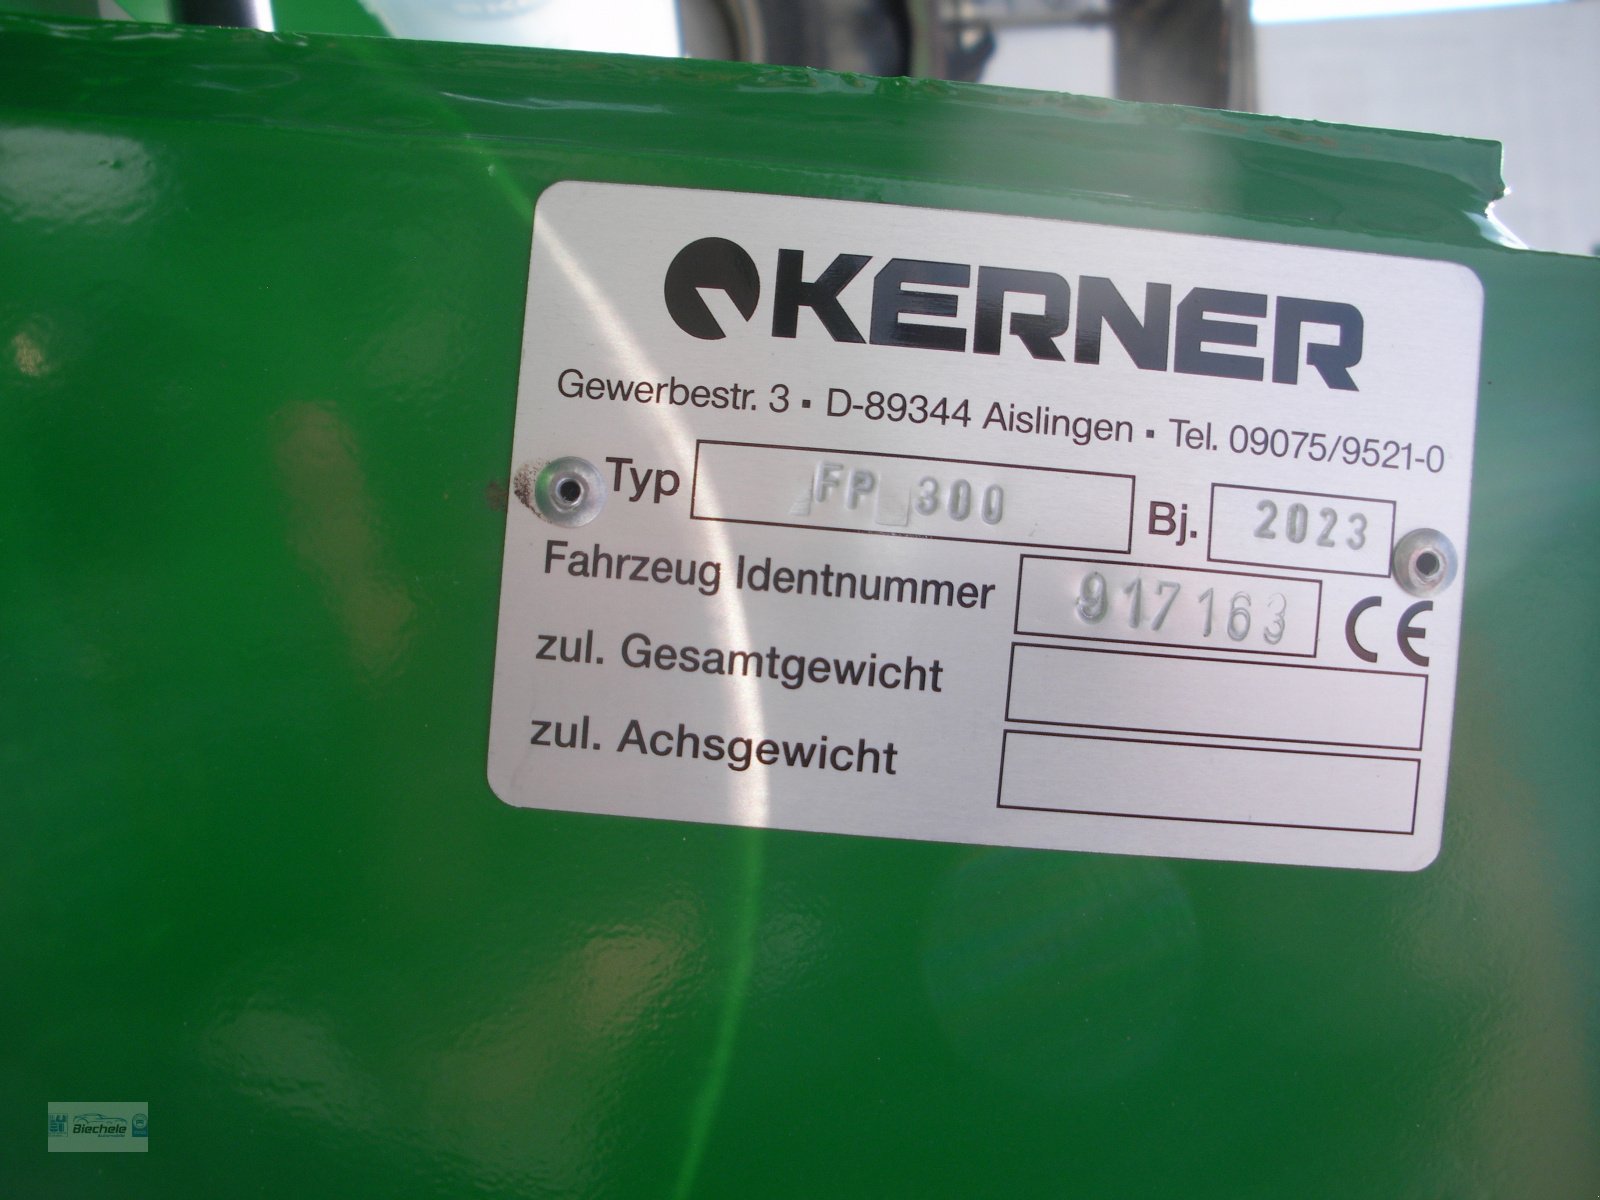 KERNER
Gewerbestr. 3 ▪ D-89344 Aislingen ▪ Tel. 09075/9521-0
Typ FP 300 Bj. 2023
Fahrzeug Identnummer 917163 CE
zul. Gesamtgewicht
zul. Achsgewicht
Biechele